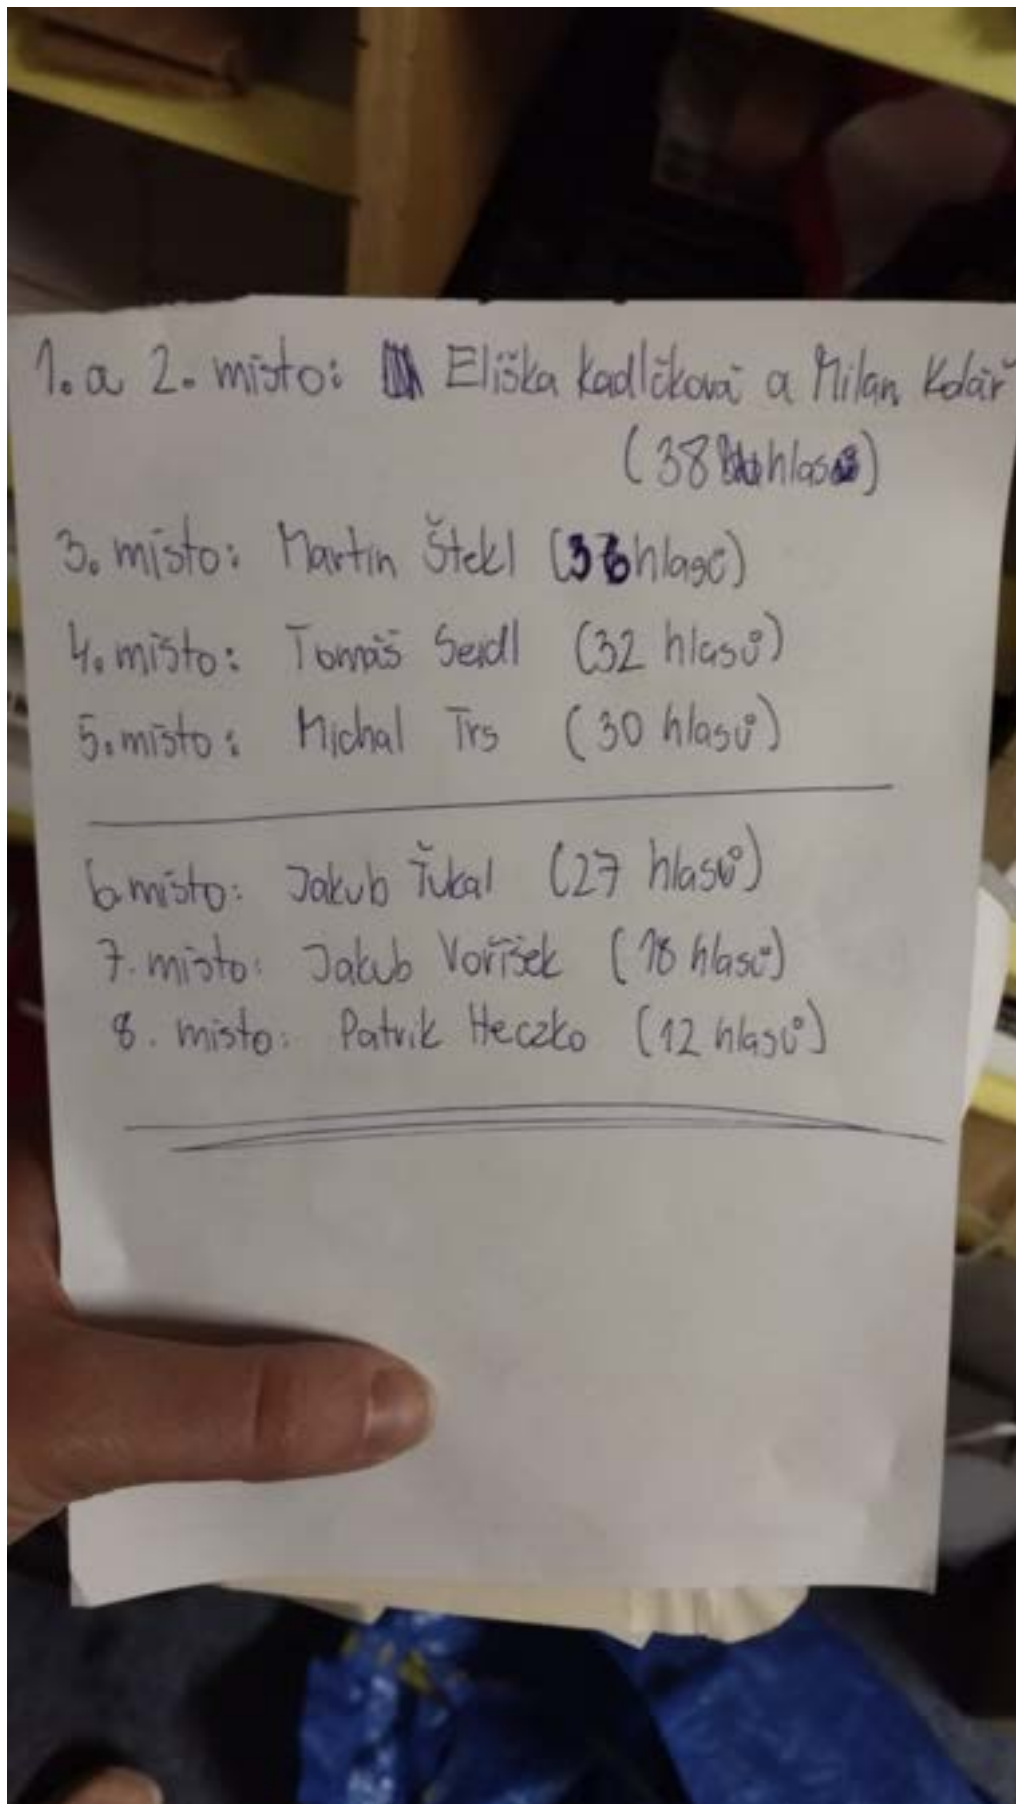 1. a 2. místo: Eliška Kadlčková a Milan Kolář
(38 hlasů)
3. místo: Martin Štekl (36 hlasů)
4. místo: Tomáš Seidl (32 hlasů)
5. místo: Michal Trs (30 hlasů)
6. místo: Jakub Ťukal (27 hlasů)
7. místo: Jakub Voříšek (18 hlasů)
8. místo: Patrik Heczko (12 hlasů)